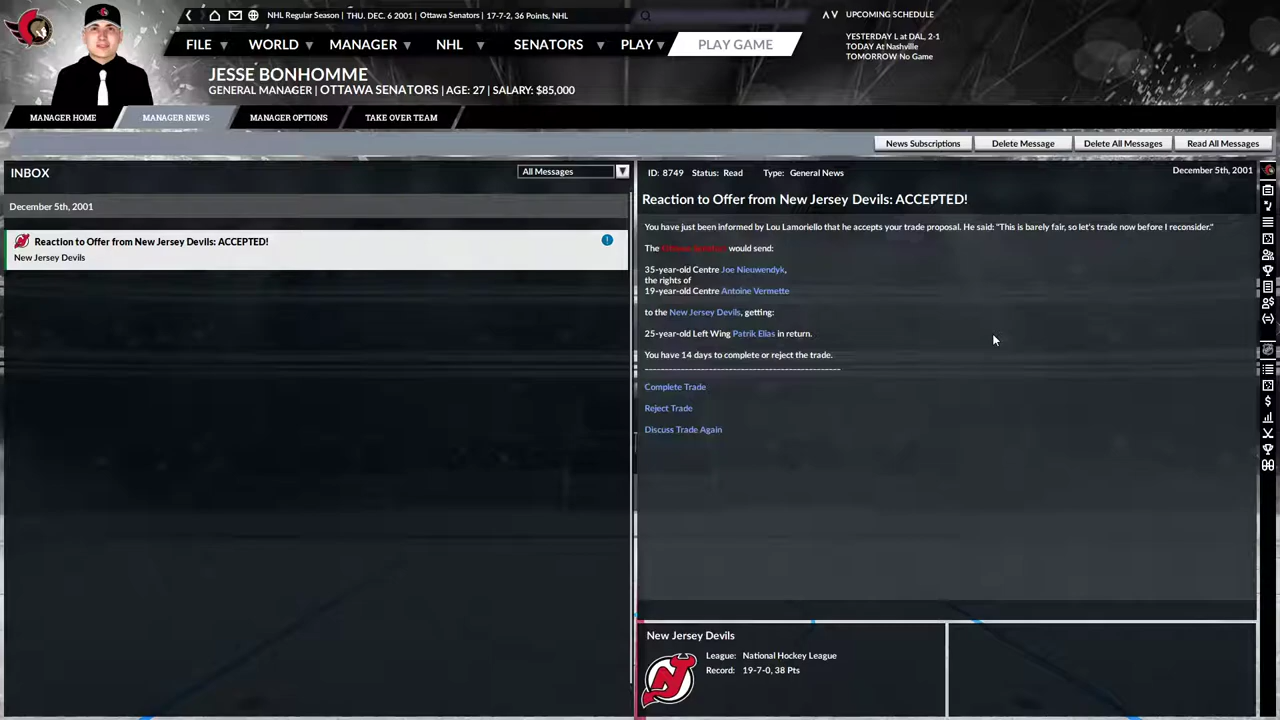 NHL Regular Season | THU. DEC. 6 2001 | Ottawa Senators | 17-7-2, 36 Points, NHL
UPCOMING SCHEDULE
YESTERDAY L at DAL, 2-1
TODAY At Nashville
TOMORROW No Game
FILE WORLD MANAGER NHL SENATORS PLAY PLAY GAME
JESSE BONHOMME
GENERAL MANAGER | OTTAWA SENATORS | AGE: 27 | SALARY: $85,000
MANAGER HOME MANAGER NEWS MANAGER OPTIONS TAKE OVER TEAM
News Subscriptions Delete Message Delete All Messages Read All Messages
INBOX All Messages
December 5th, 2001
Reaction to Offer from New Jersey Devils: ACCEPTED!
New Jersey Devils
ID: 8749 Status: Read Type: General News December 5th, 2001
Reaction to Offer from New Jersey Devils: ACCEPTED!
You have just been informed by Lou Lamoriello that he accepts your trade proposal. He said: "This is barely fair, so let's trade now before I reconsider."
The Ottawa Senators would send:
35-year-old Centre Joe Nieuwendyk,
the rights of
19-year-old Centre Antoine Vermette
to the New Jersey Devils, getting:
25-year-old Left Wing Patrik Elias in return.
You have 14 days to complete or reject the trade.
Complete Trade
Reject Trade
Discuss Trade Again
New Jersey Devils
League: National Hockey League
Record: 19-7-0, 38 Pts